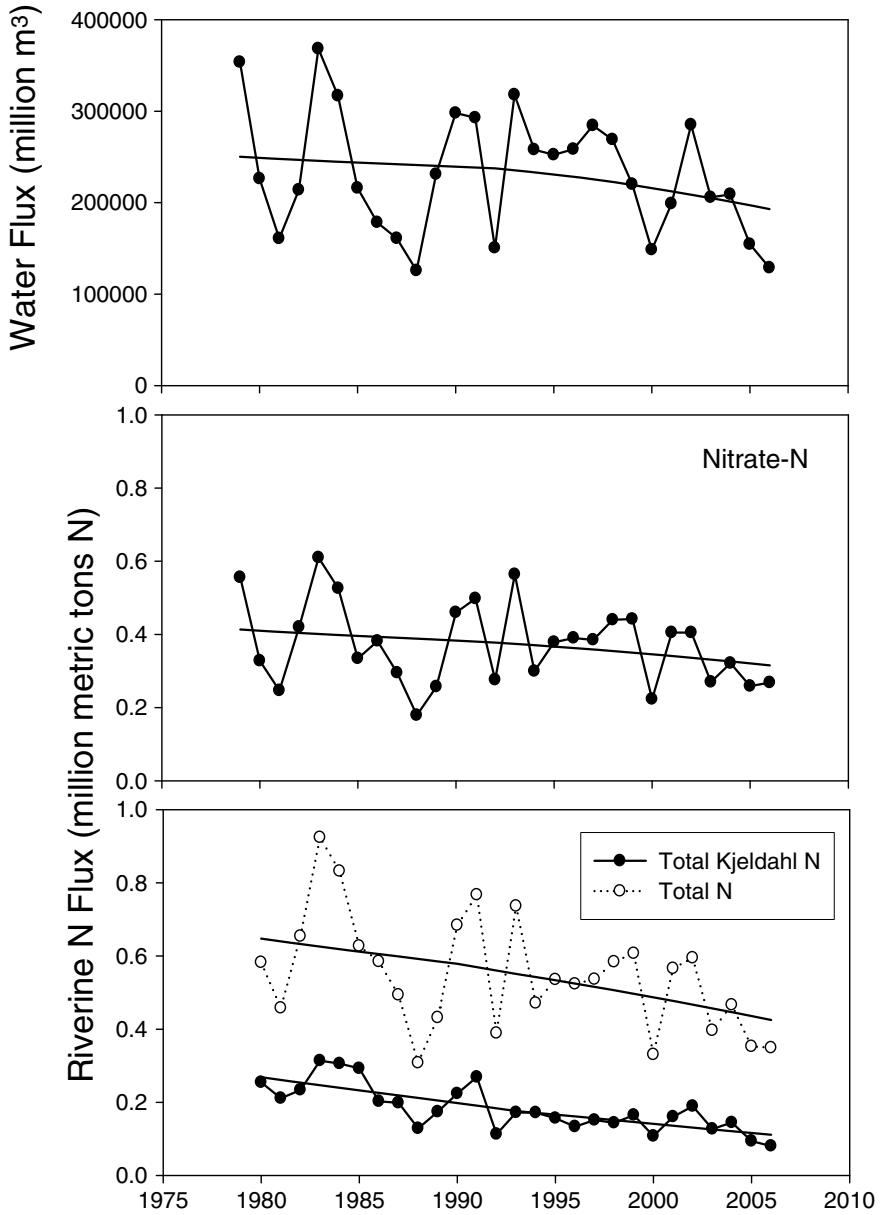 Water Flux (million m³)
400000
300000
200000
100000
0
Riverine N Flux (million metric tons N)
1.0
0.8
0.6
0.4
0.2
0.0
Nitrate-N
1.0
0.8
0.6
0.4
0.2
0.0
Total Kjeldahl N
Total N
1975 1980 1985 1990 1995 2000 2005 2010